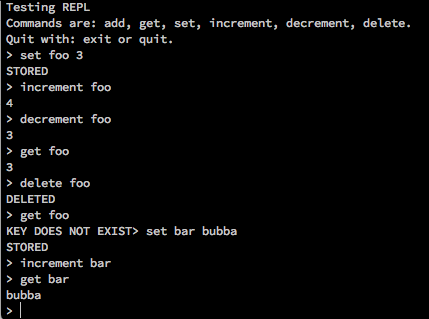 Testing REPL
Commands are: add, get, set, increment, decrement, delete.
Quit with: exit or quit.
> set foo 3
STORED
> increment foo
4
> decrement foo
3
> get foo
3
> delete foo
DELETED
> get foo
KEY DOES NOT EXIST> set bar bubba
STORED
> increment bar
> get bar
bubba
>